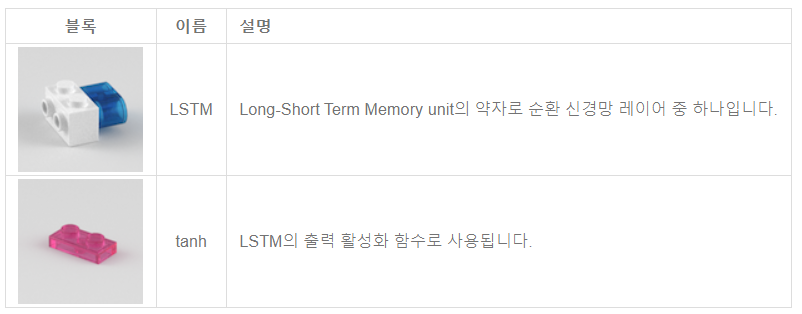 블록 이름 설명
LSTM Long-Short Term Memory unit의 약자로 순환 신경망 레이어 중 하나입니다.
tanh LSTM의 출력 활성화 함수로 사용됩니다.